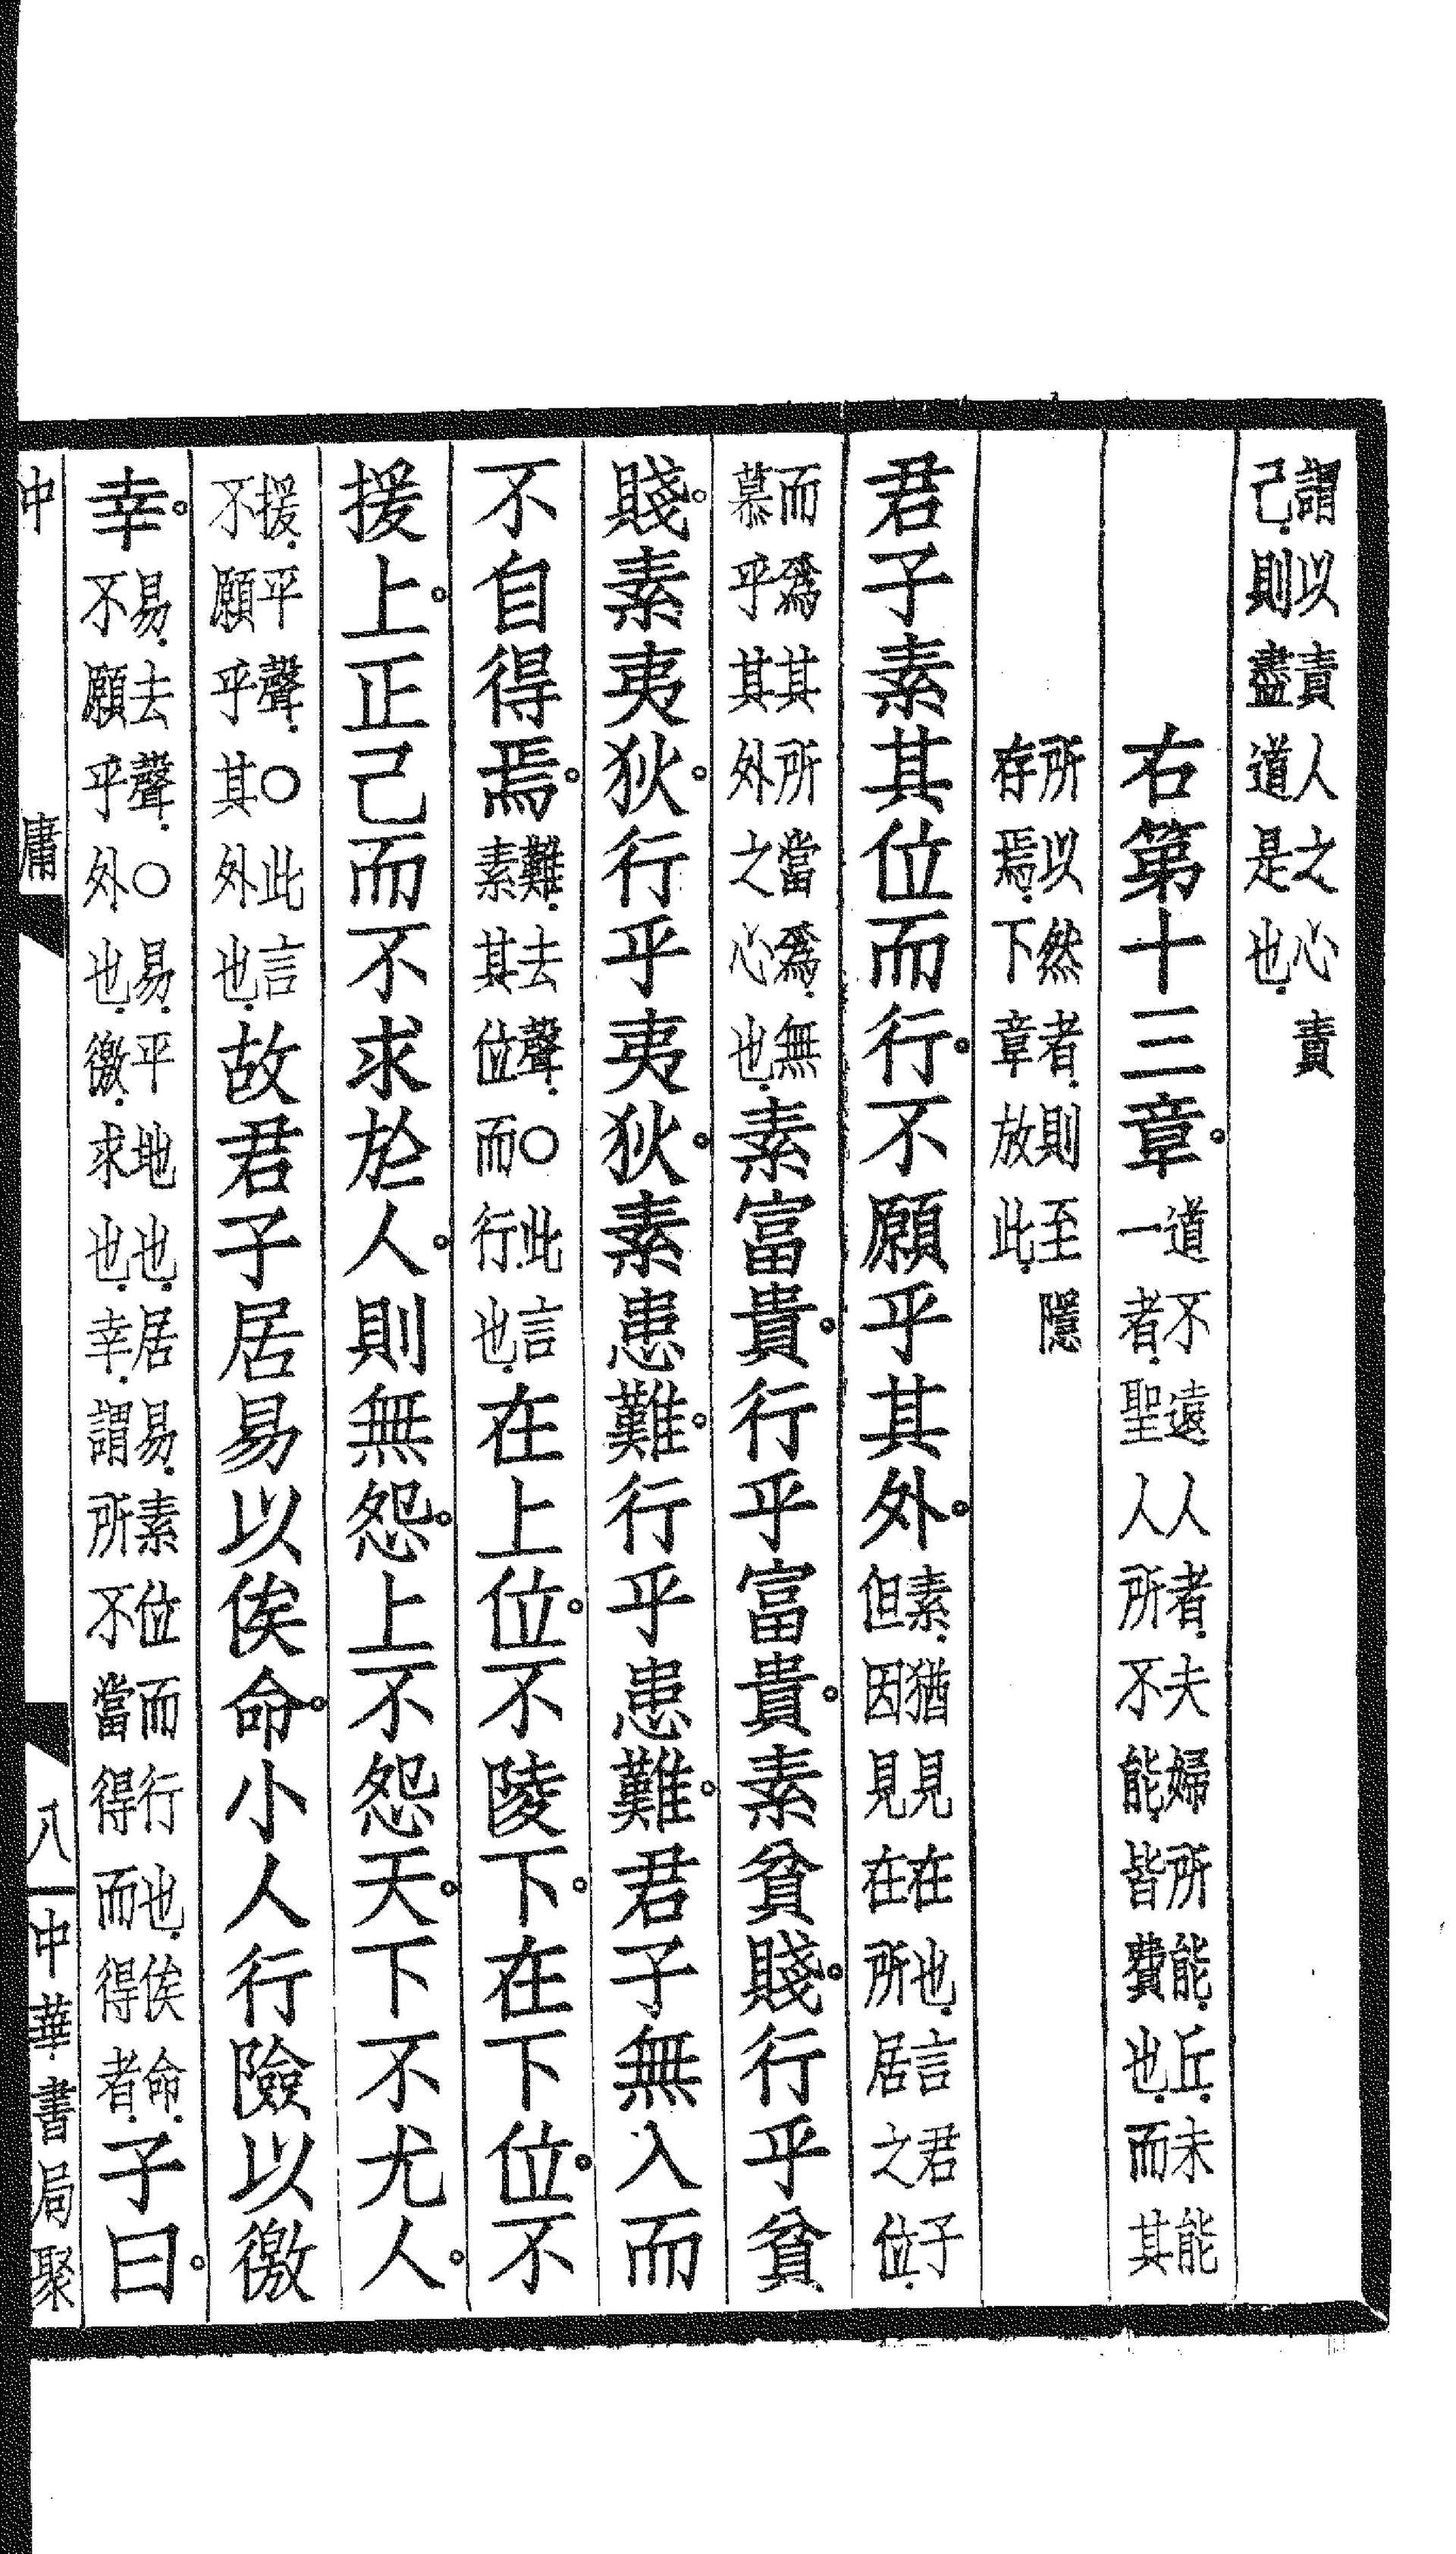 謂以責人之心責己.則盡道是也.
右第十三章。道不遠人者.夫婦所能.丘未能一者.聖人所不能.皆費也.而其
所以然者.則至隱存焉.下章放此.
君子素其位而行。不願乎其外。素.猶見在也.言君子但因見在所居之位.
而爲其所當爲.無慕乎其外之心也.素富貴。行乎富貴。素貧賤。行乎貧
賤。素夷狄。行乎夷狄。素患難。行乎患難。君子無入而
不自得焉。難.去聲.○此言素其位而行也.在上位。不陵下。在下位。不
援上。正己而不求於人。則無怨。上不怨天。下不尤人。
援.平聲.○此言不願乎其外也.故君子居易以俟命。小人行險以徼
幸。易.去聲.○易.平地也.居易.素位而行也.俟命.不願乎外也.徼.求也.幸.謂所不當得而得者.子曰。
中庸 八 中華書局聚